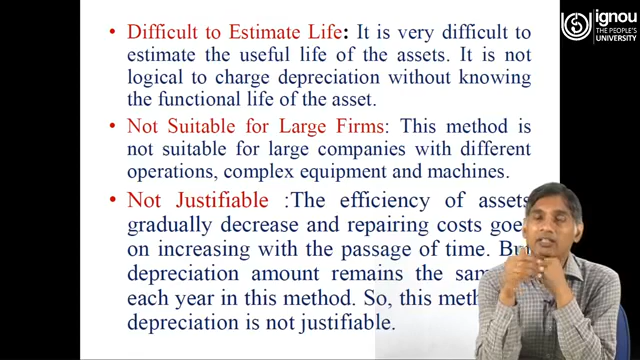 • Difficult to Estimate Life: It is very difficult to
estimate the useful life of the assets. It is not
logical to charge depreciation without knowing
the functional life of the asset.
• Not Suitable for Large Firms: This method is
not suitable for large companies with different
operations, complex equipment and machines.
• Not Justifiable :The efficiency of assets
gradually decrease and repairing costs goes
on increasing with the passage of time. But
depreciation amount remains the same
each year in this method. So, this meth
depreciation is not justifiable.
ignou
THE PEOPLE'S
UNIVERSITY